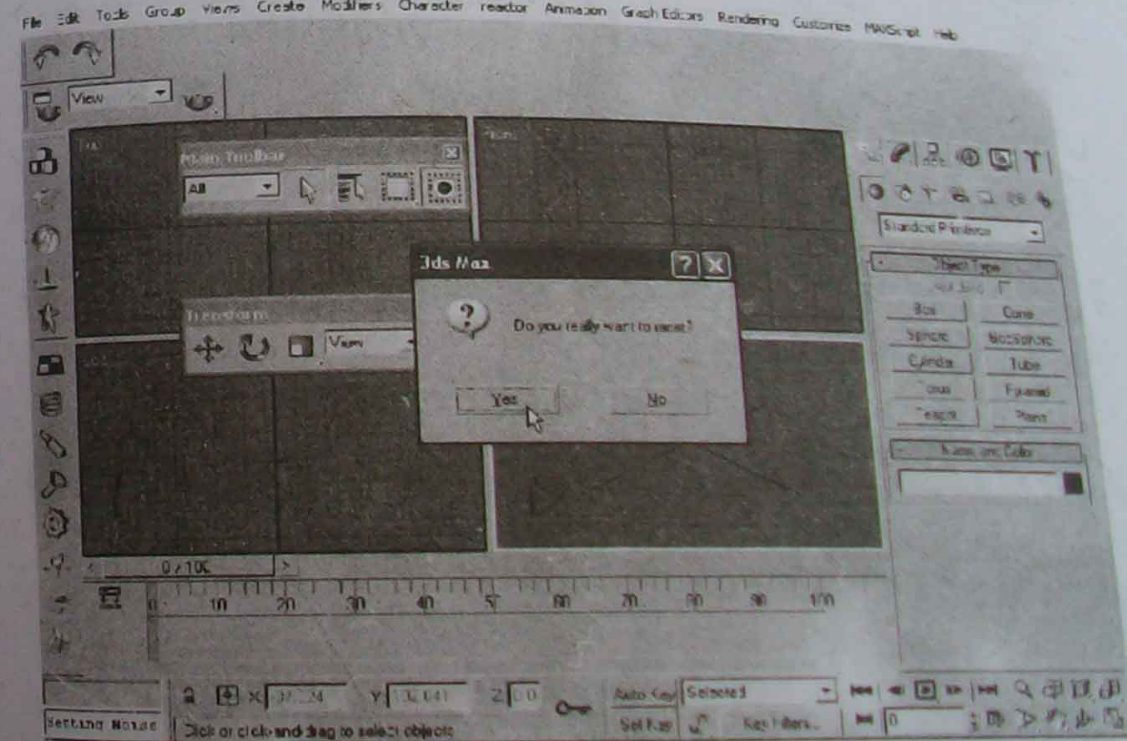 File Edit Tools Group Views Create Modifiers Character reactor Animation Graph Editors Rendering Customize MAXScript Help
View
Main Toolbar
All
Transform
View
3ds Max
Do you really want to reset?
Yes
No
Standard Primitives
Object Type
Box Cone
Sphere GeoSphere
Cylinder Tube
Torus Pyramid
Teapot Plane
Name and Color
0 / 100
0 10 20 30 40 50 60 70 80 90 100
X Y Z 0.0
Auto Key Selected
Set Key Key Filters...
0
Click or click-and-drag to select objects